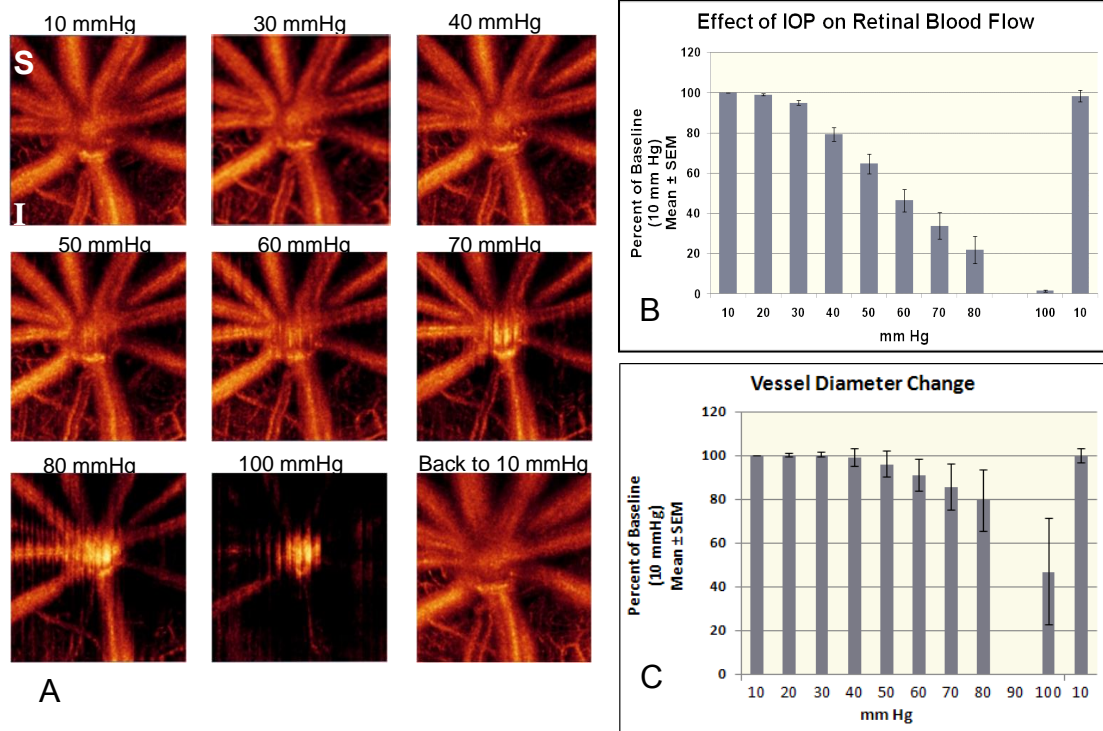 10 mmHg 30 mmHg 40 mmHg
S
I
50 mmHg 60 mmHg 70 mmHg
80 mmHg 100 mmHg Back to 10 mmHg
A
Effect of IOP on Retinal Blood Flow
Percent of Baseline
(10 mm Hg)
Mean ± SEM
120
100
80
60
40
20
0
10 20 30 40 50 60 70 80 100 10
mm Hg
B
Vessel Diameter Change
Percent of Baseline
(10 mmHg)
Mean ± SEM
120
100
80
60
40
20
0
10 20 30 40 50 60 70 80 90 100 10
mm Hg
C